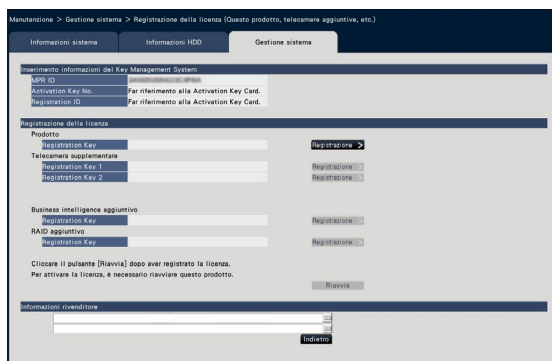 Manutenzione > Gestione sistema > Registrazione della licenza (Questo prodotto, telecamere aggiuntive, etc.)
Informazioni sistema Informazioni HDD Gestione sistema
Inserimento informazioni del Key Management System
MPR ID
Activation Key No. Far riferimento alla Activation Key Card.
Registration ID Far riferimento alla Activation Key Card.
Registrazione della licenza
Prodotto
Registration Key Registrazione >
Telecamera supplementare
Registration Key 1 Registrazione >
Registration Key 2 Registrazione >
Business intelligence aggiuntivo
Registration Key Registrazione >
RAID aggiuntivo
Registration Key Registrazione >
Cliccare il pulsante [Riavvia] dopo aver registrato la licenza.
Per attivare la licenza, è necessario riavviare questo prodotto.
Riavvia
Informazioni rivenditore
Indietro